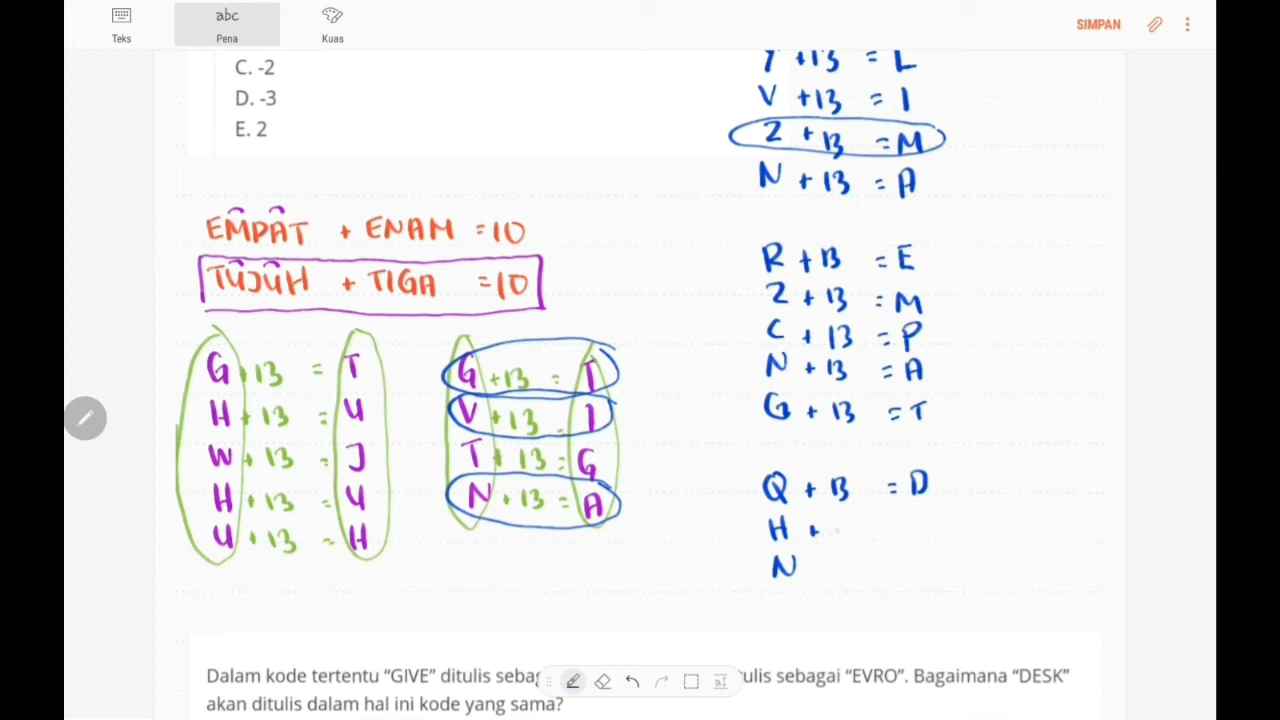 Teks
abc
Pena
Kuas
SIMPAN
C. -2
D. -3
E. 2
Y +13 = L
V +13 = I
Z + 13 = M
N + 13 = A
EMPAT + ENAM = 10
TUJUH + TIGA = 10
R + 13 = E
Z + 13 = M
C + 13 = P
N + 13 = A
G + 13 = T
G +13 = T
H + 13 = U
W + 13 = J
H + 13 = U
U + 13 = H
G +13 = T
V +13 = I
T + 13 = G
N +13 = A
Q + 13 = D
H +
N
Dalam kode tertentu “GIVE” ditulis sebag tulis sebagai “EVRO”. Bagaimana “DESK”
akan ditulis dalam hal ini kode yang sama?